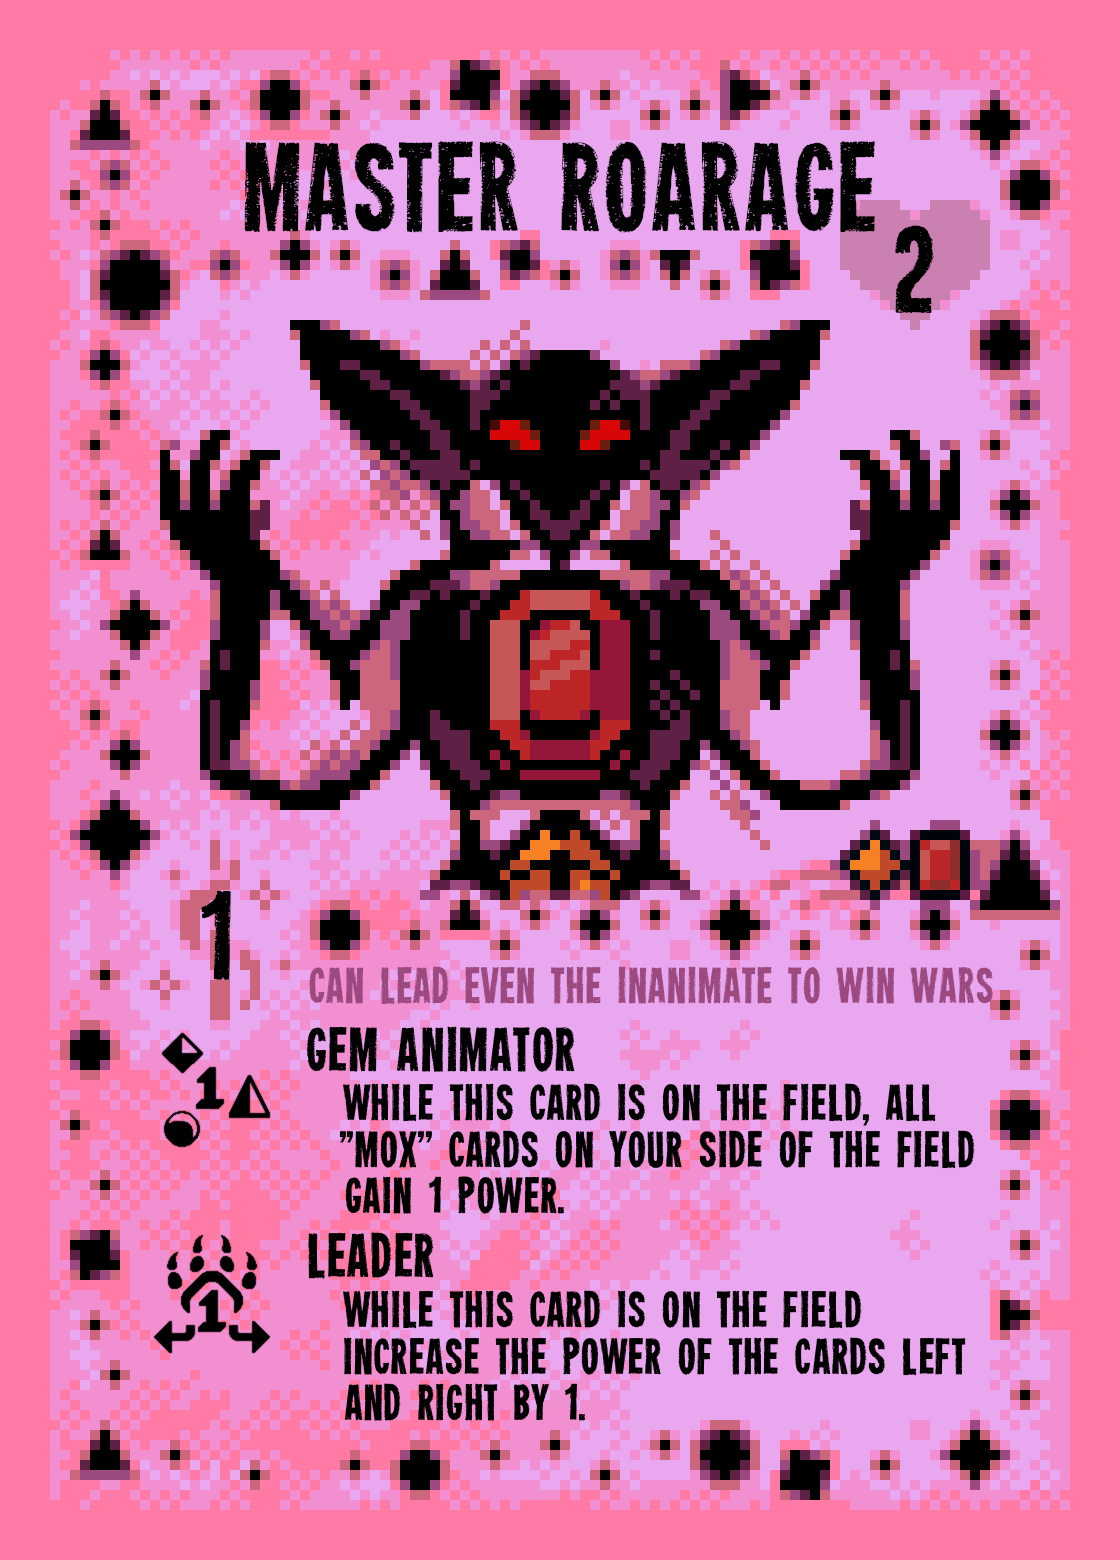 MASTER ROARAGE
2
1
CAN LEAD EVEN THE INANIMATE TO WIN WARS.
GEM ANIMATOR
1
WHILE THIS CARD IS ON THE FIELD, ALL
"MOX" CARDS ON YOUR SIDE OF THE FIELD
GAIN 1 POWER.
LEADER
1
WHILE THIS CARD IS ON THE FIELD
INCREASE THE POWER OF THE CARDS LEFT
AND RIGHT BY 1.